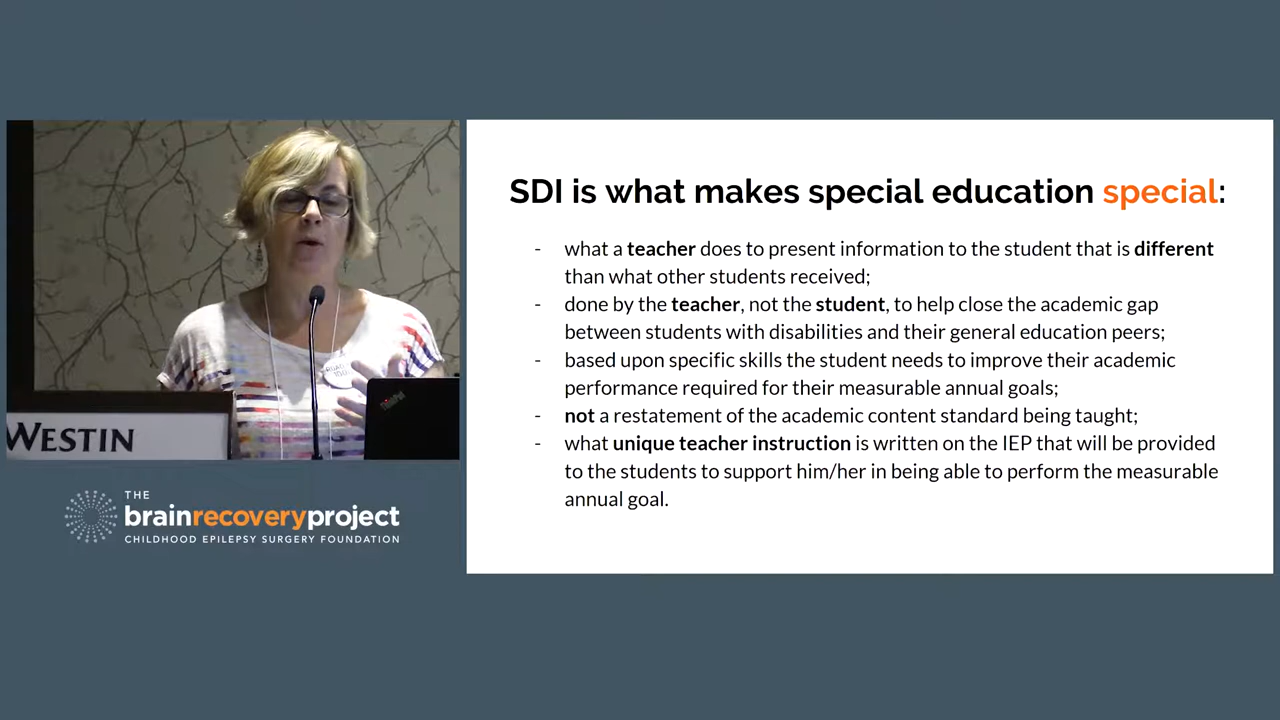 SDI is what makes special education special:
- what a teacher does to present information to the student that is different
than what other students received;
- done by the teacher, not the student, to help close the academic gap
between students with disabilities and their general education peers;
- based upon specific skills the student needs to improve their academic
performance required for their measurable annual goals;
- not a restatement of the academic content standard being taught;
- what unique teacher instruction is written on the IEP that will be provided
to the students to support him/her in being able to perform the measurable
annual goal.
WESTIN
ThinkPad
THE
brainrecoveryproject
CHILDHOOD EPILEPSY SURGERY FOUNDATION